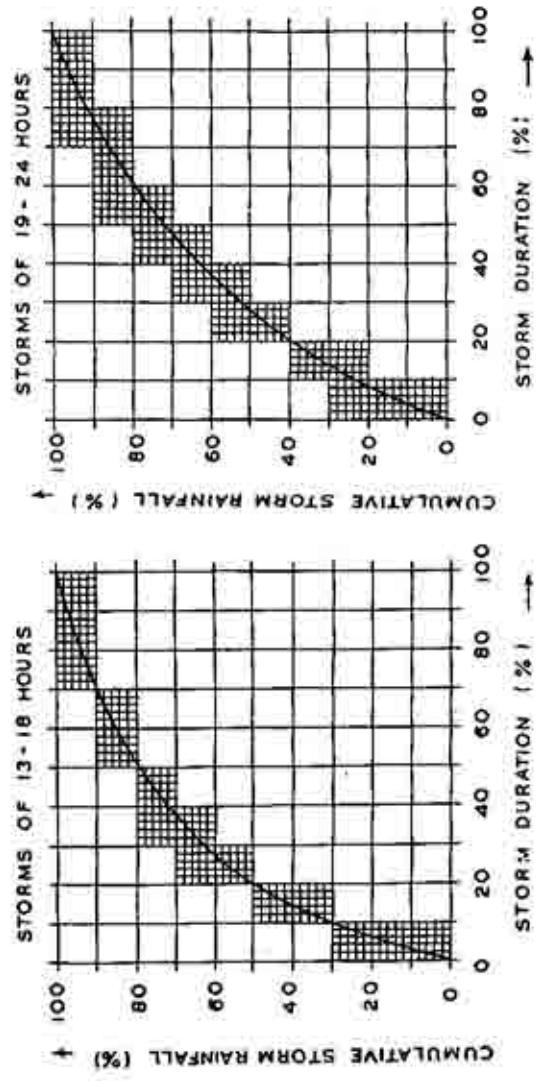 STORMS OF 13-18 HOURS
CUMULATIVE STORM RAINFALL (%)
100
80
60
40
20
0
0 20 40 60 80 100
STORM DURATION (%)
STORMS OF 19-24 HOURS
CUMULATIVE STORM RAINFALL (%)
100
80
60
40
20
0
0 20 40 60 80 100
STORM DURATION (%)